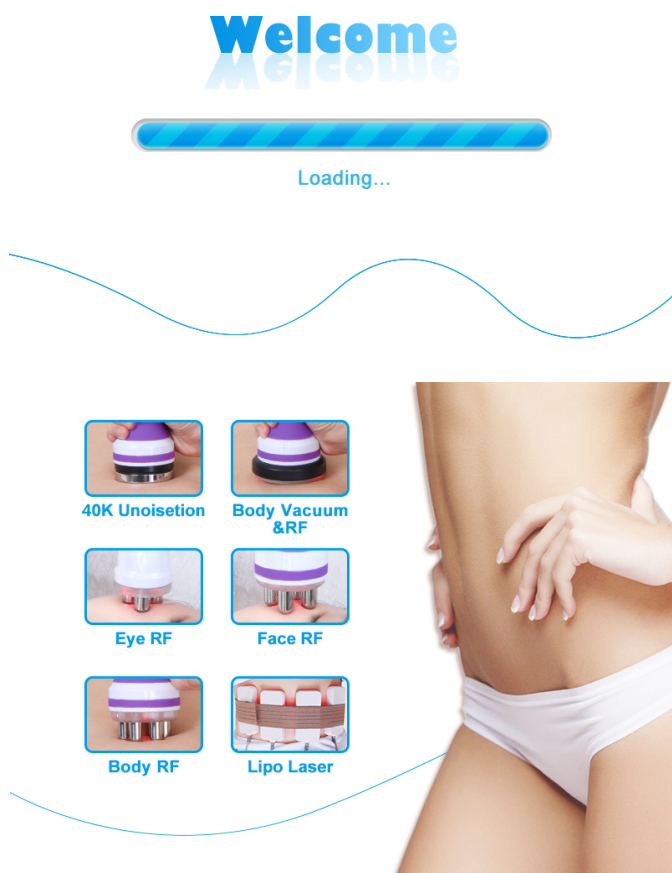 Welcome
Loading...
40K Unoisetion
Body Vacuum
&RF
Eye RF
Face RF
Body RF
Lipo Laser